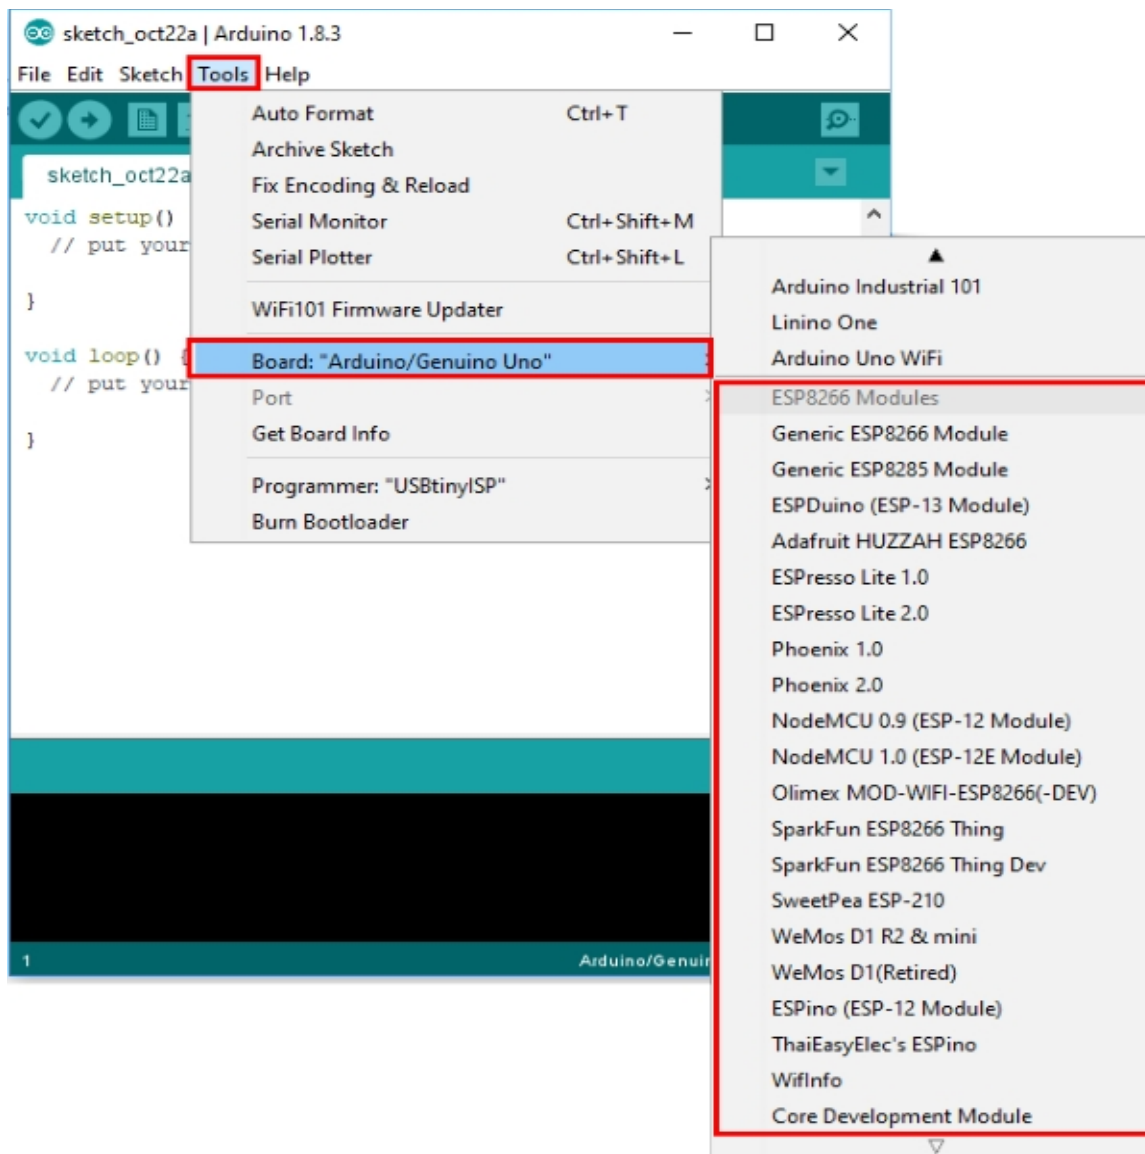 sketch_oct22a | Arduino 1.8.3
File Edit Sketch Tools Help
sketch_oct22a
void setup()
// put your
}
void loop() {
// put your
}
1
Arduino/Genuin
Auto Format Ctrl+T
Archive Sketch
Fix Encoding & Reload
Serial Monitor Ctrl+Shift+M
Serial Plotter Ctrl+Shift+L
WiFi101 Firmware Updater
Board: "Arduino/Genuino Uno"
Port
Get Board Info
Programmer: "USBtinyISP"
Burn Bootloader
Arduino Industrial 101
Linino One
Arduino Uno WiFi
ESP8266 Modules
Generic ESP8266 Module
Generic ESP8285 Module
ESPDuino (ESP-13 Module)
Adafruit HUZZAH ESP8266
ESPresso Lite 1.0
ESPresso Lite 2.0
Phoenix 1.0
Phoenix 2.0
NodeMCU 0.9 (ESP-12 Module)
NodeMCU 1.0 (ESP-12E Module)
Olimex MOD-WIFI-ESP8266(-DEV)
SparkFun ESP8266 Thing
SparkFun ESP8266 Thing Dev
SweetPea ESP-210
WeMos D1 R2 & mini
WeMos D1(Retired)
ESPino (ESP-12 Module)
ThaiEasyElec's ESPino
WifInfo
Core Development Module